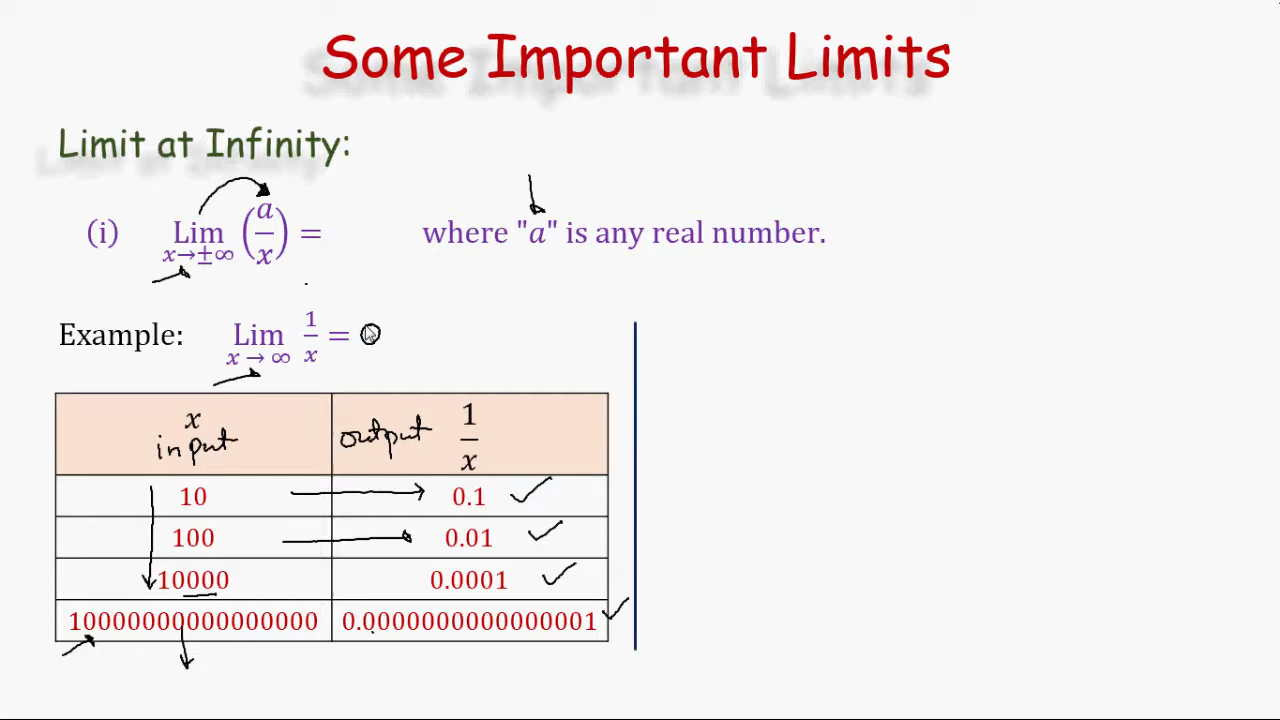 Some Important Limits
Limit at Infinity:
(i) Lim x→±∞ (a/x) = where "a" is any real number.
Example: Lim x → ∞ 1/x = 0
x input output 1/x
10 0.1
100 0.01
10000 0.0001
10000000000000000 0.0000000000000001